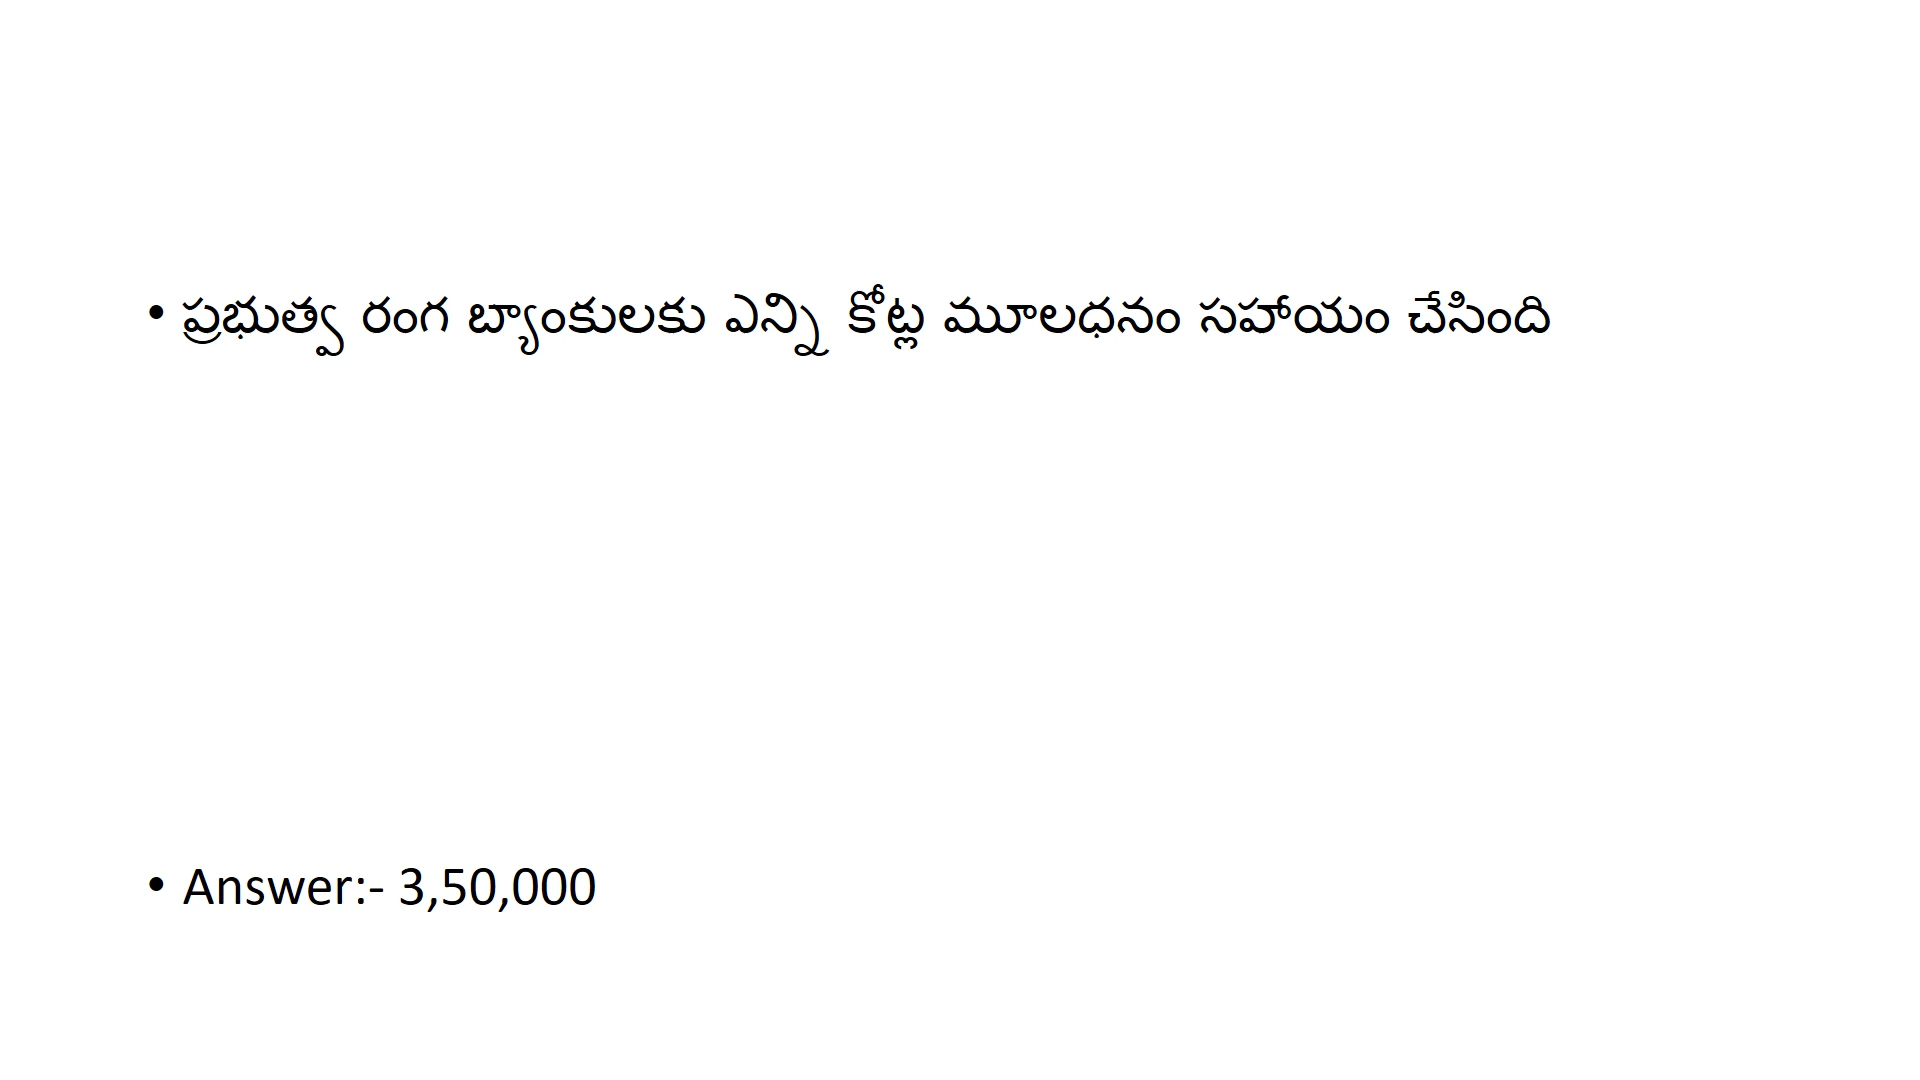 • ప్రభుత్వ రంగ బ్యాంకులకు ఎన్ని కోట్ల మూలధనం సహాయం చేసింది
• Answer:- 3,50,000